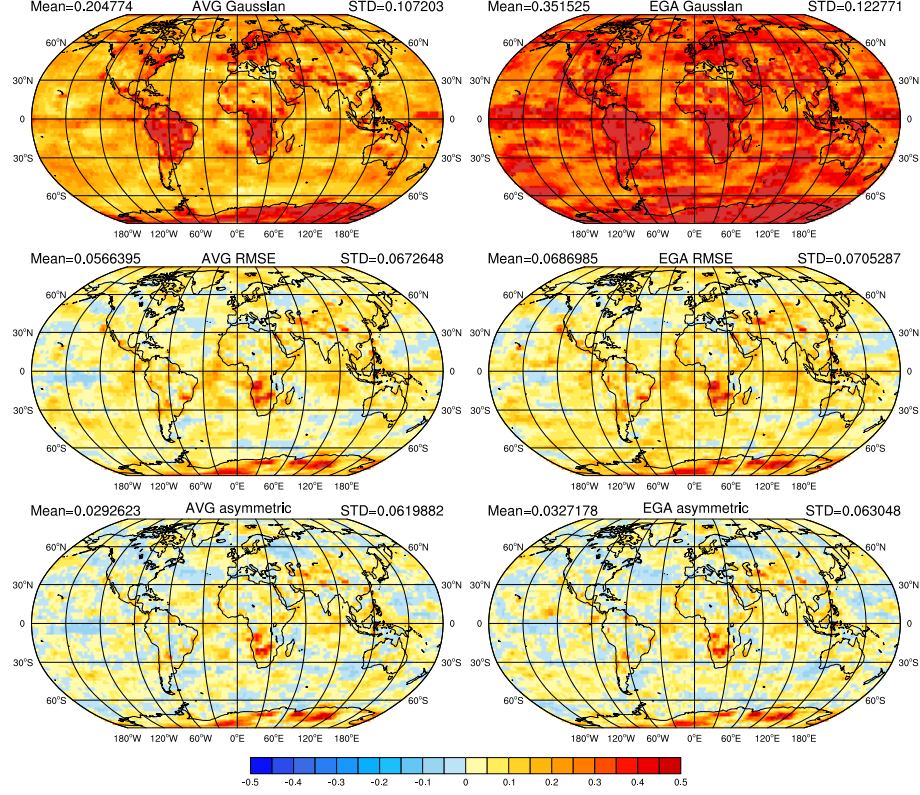 Mean=0.204774 AVG Gaussian STD=0.107203 Mean=0.351525 EGA Gaussian STD=0.122771
60°N 60°N
30°N 30°N 30°N 30°N
0 0 0 0
30°S 30°S 30°S 30°S
60°S 60°S 60°S 60°S
120°W 60°W 0°E 60°E 120°E 180°E 120°W 60°W 0°E 60°E 120°E 180°E
Mean=0.0566395 AVG RMSE STD=0.0672648 Mean=0.0686985 EGA RMSE STD=0.0705287
60°N 60°N
30°N 30°N 30°N 30°N
0 0 0 0
30°S 30°S 30°S 30°S
60°S 60°S 60°S 60°S
180°W 120°W 60°W 0°E 60°E 120°E 180°E 180°W 120°W 60°W 0°E 60°E 120°E 180°E
Mean=0.0292623 AVG asymmetric STD=0.0619882 Mean=0.0327178 EGA asymmetric STD=0.063048
60°N 60°N
30°N 30°N 30°N 30°N
0 0 0 0
30°S 30°S 30°S 30°S
60°S 60°S 60°S 60°S
180°W 120°W 60°W 0°E 60°E 120°E 180°E 180°W 120°W 60°W 0°E 60°E 120°E 180°E
-0.5 -0.4 -0.3 -0.2 -0.1 0 0.1 0.2 0.3 0.4 0.5